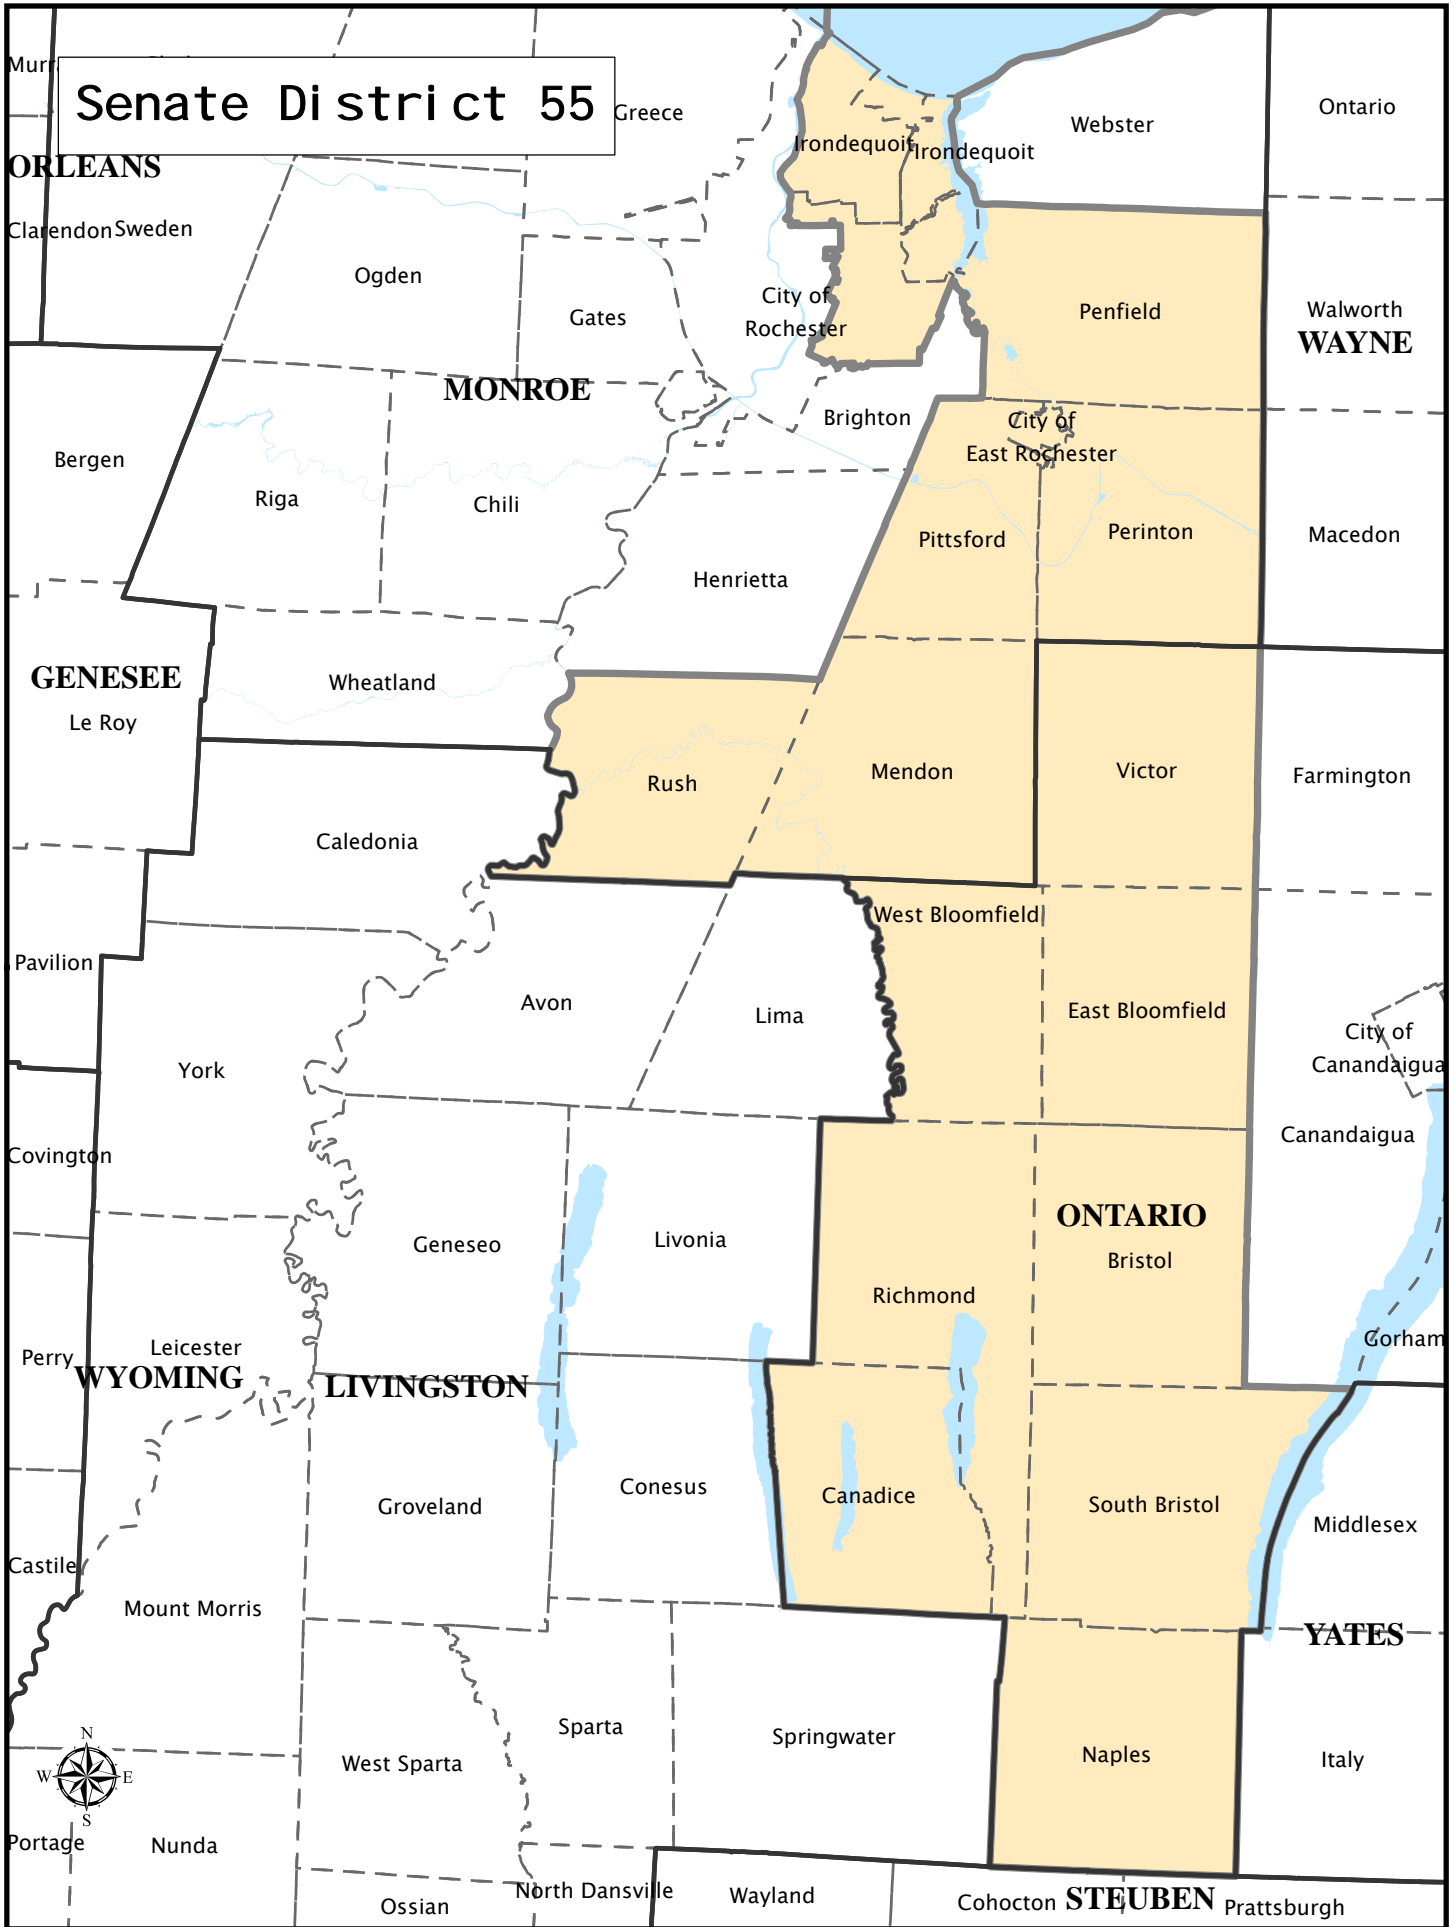 Murr
Senate District 55
Greece
Irondequoit
Irondequoit
Webster
Ontario
ORLEANS
Clarendon
Sweden
Ogden
Gates
City of
Rochester
Penfield
Walworth
WAYNE
MONROE
Brighton
City of
East Rochester
Bergen
Riga
Chili
Pittsford
Perinton
Macedon
Henrietta
GENESEE
Le Roy
Wheatland
Rush
Mendon
Victor
Farmington
Caledonia
West Bloomfield
Pavilion
Avon
Lima
East Bloomfield
City of
Canandaigua
York
Canandaigua
Covington
ONTARIO
Bristol
Geneseo
Livonia
Richmond
Gorham
Perry
Leicester
WYOMING
LIVINGSTON
Groveland
Conesus
Canadice
South Bristol
Middlesex
Castile
Mount Morris
YATES
N
W
E
S
West Sparta
Sparta
Springwater
Naples
Italy
Portage
Nunda
Ossian
North Dansville
Wayland
Cohocton
STEUBEN
Prattsburgh